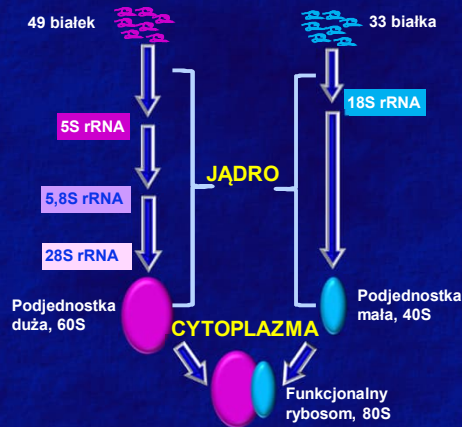 49 białek
33 białka
18S rRNA
5S rRNA
JĄDRO
5,8S rRNA
28S rRNA
Podjednostka
duża, 60S
CYTOPLAZMA
Podjednostka
mała, 40S
Funkcjonalny
rybosom, 80S